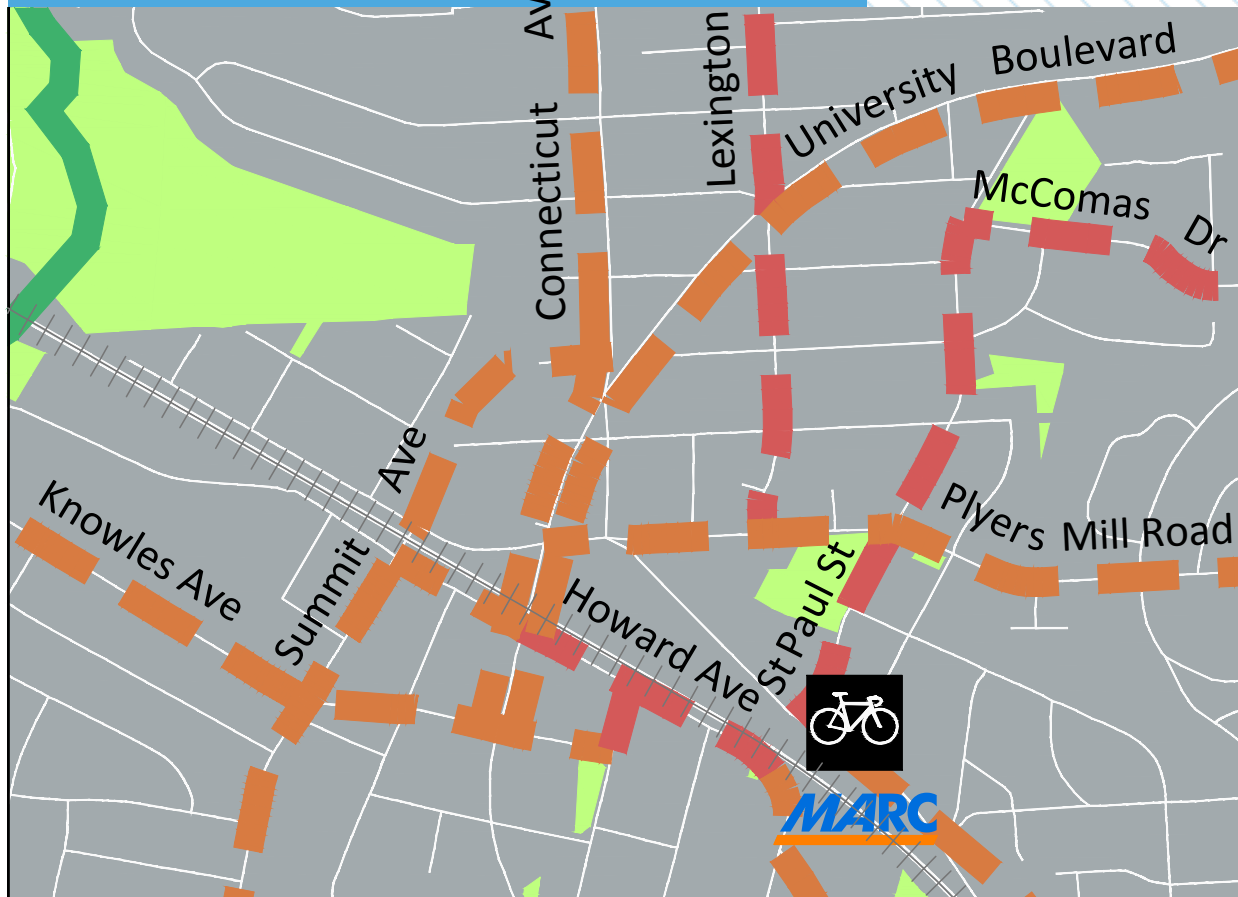 Av
Connecticut
Lexington
University
Boulevard
McComas
Dr
Ave
Summit
Knowles Ave
Plyers
Mill Road
Howard Ave
St Paul St
MARC